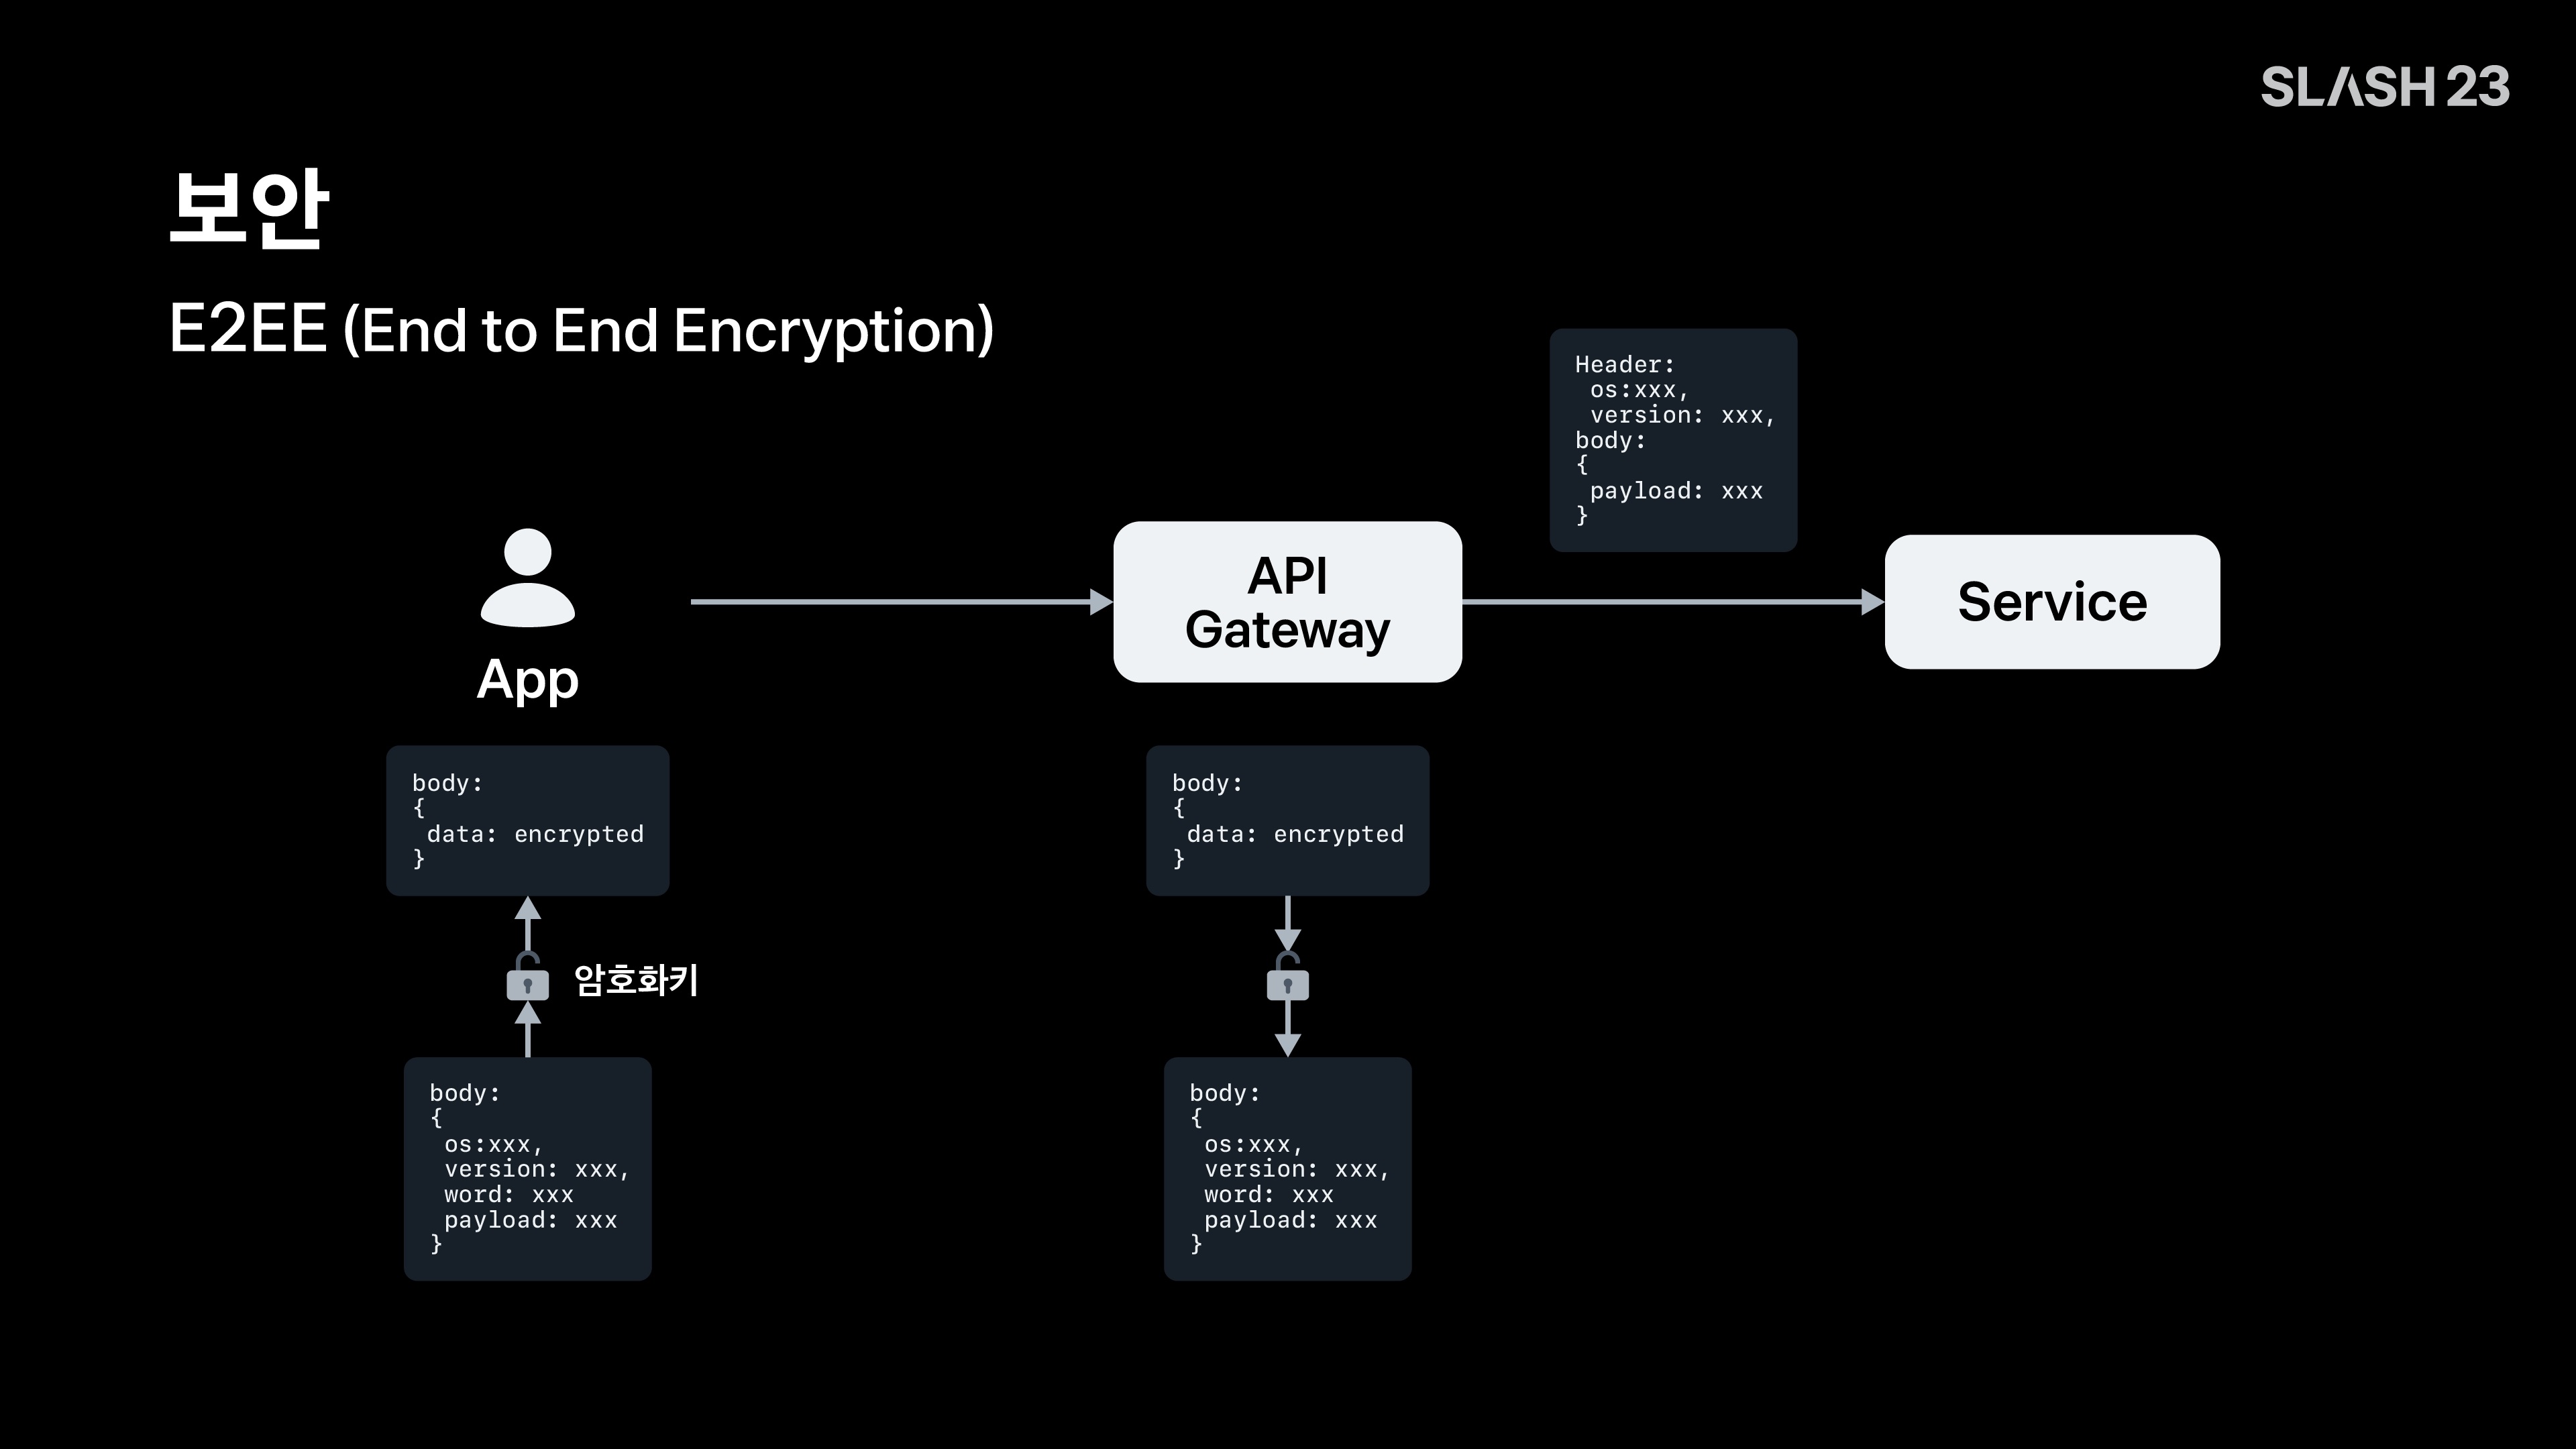 SLASH 23
보안
E2EE (End to End Encryption)
Header:
os:xxx,
version: xxx,
body:
{
payload: xxx
}
App
API
Gateway
Service
body:
{
data: encrypted
}
암호화키
body:
{
os:xxx,
version: xxx,
word: xxx
payload: xxx
}
body:
{
data: encrypted
}
body:
{
os:xxx,
version: xxx,
word: xxx
payload: xxx
}